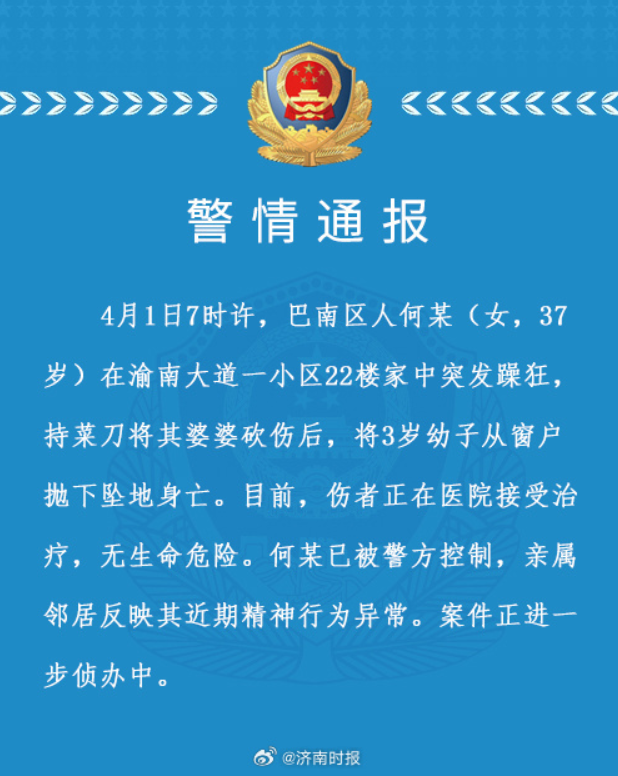 警情通报
4月1日7时许，巴南区人何某（女，37
岁）在渝南大道一小区22楼家中突发躁狂，
持菜刀将其婆婆砍伤后，将3岁幼子从窗户
抛下坠地身亡。目前，伤者正在医院接受治
疗，无生命危险。何某已被警方控制，亲属
邻居反映其近期精神行为异常。案件正进一
步侦办中。
@济南时报